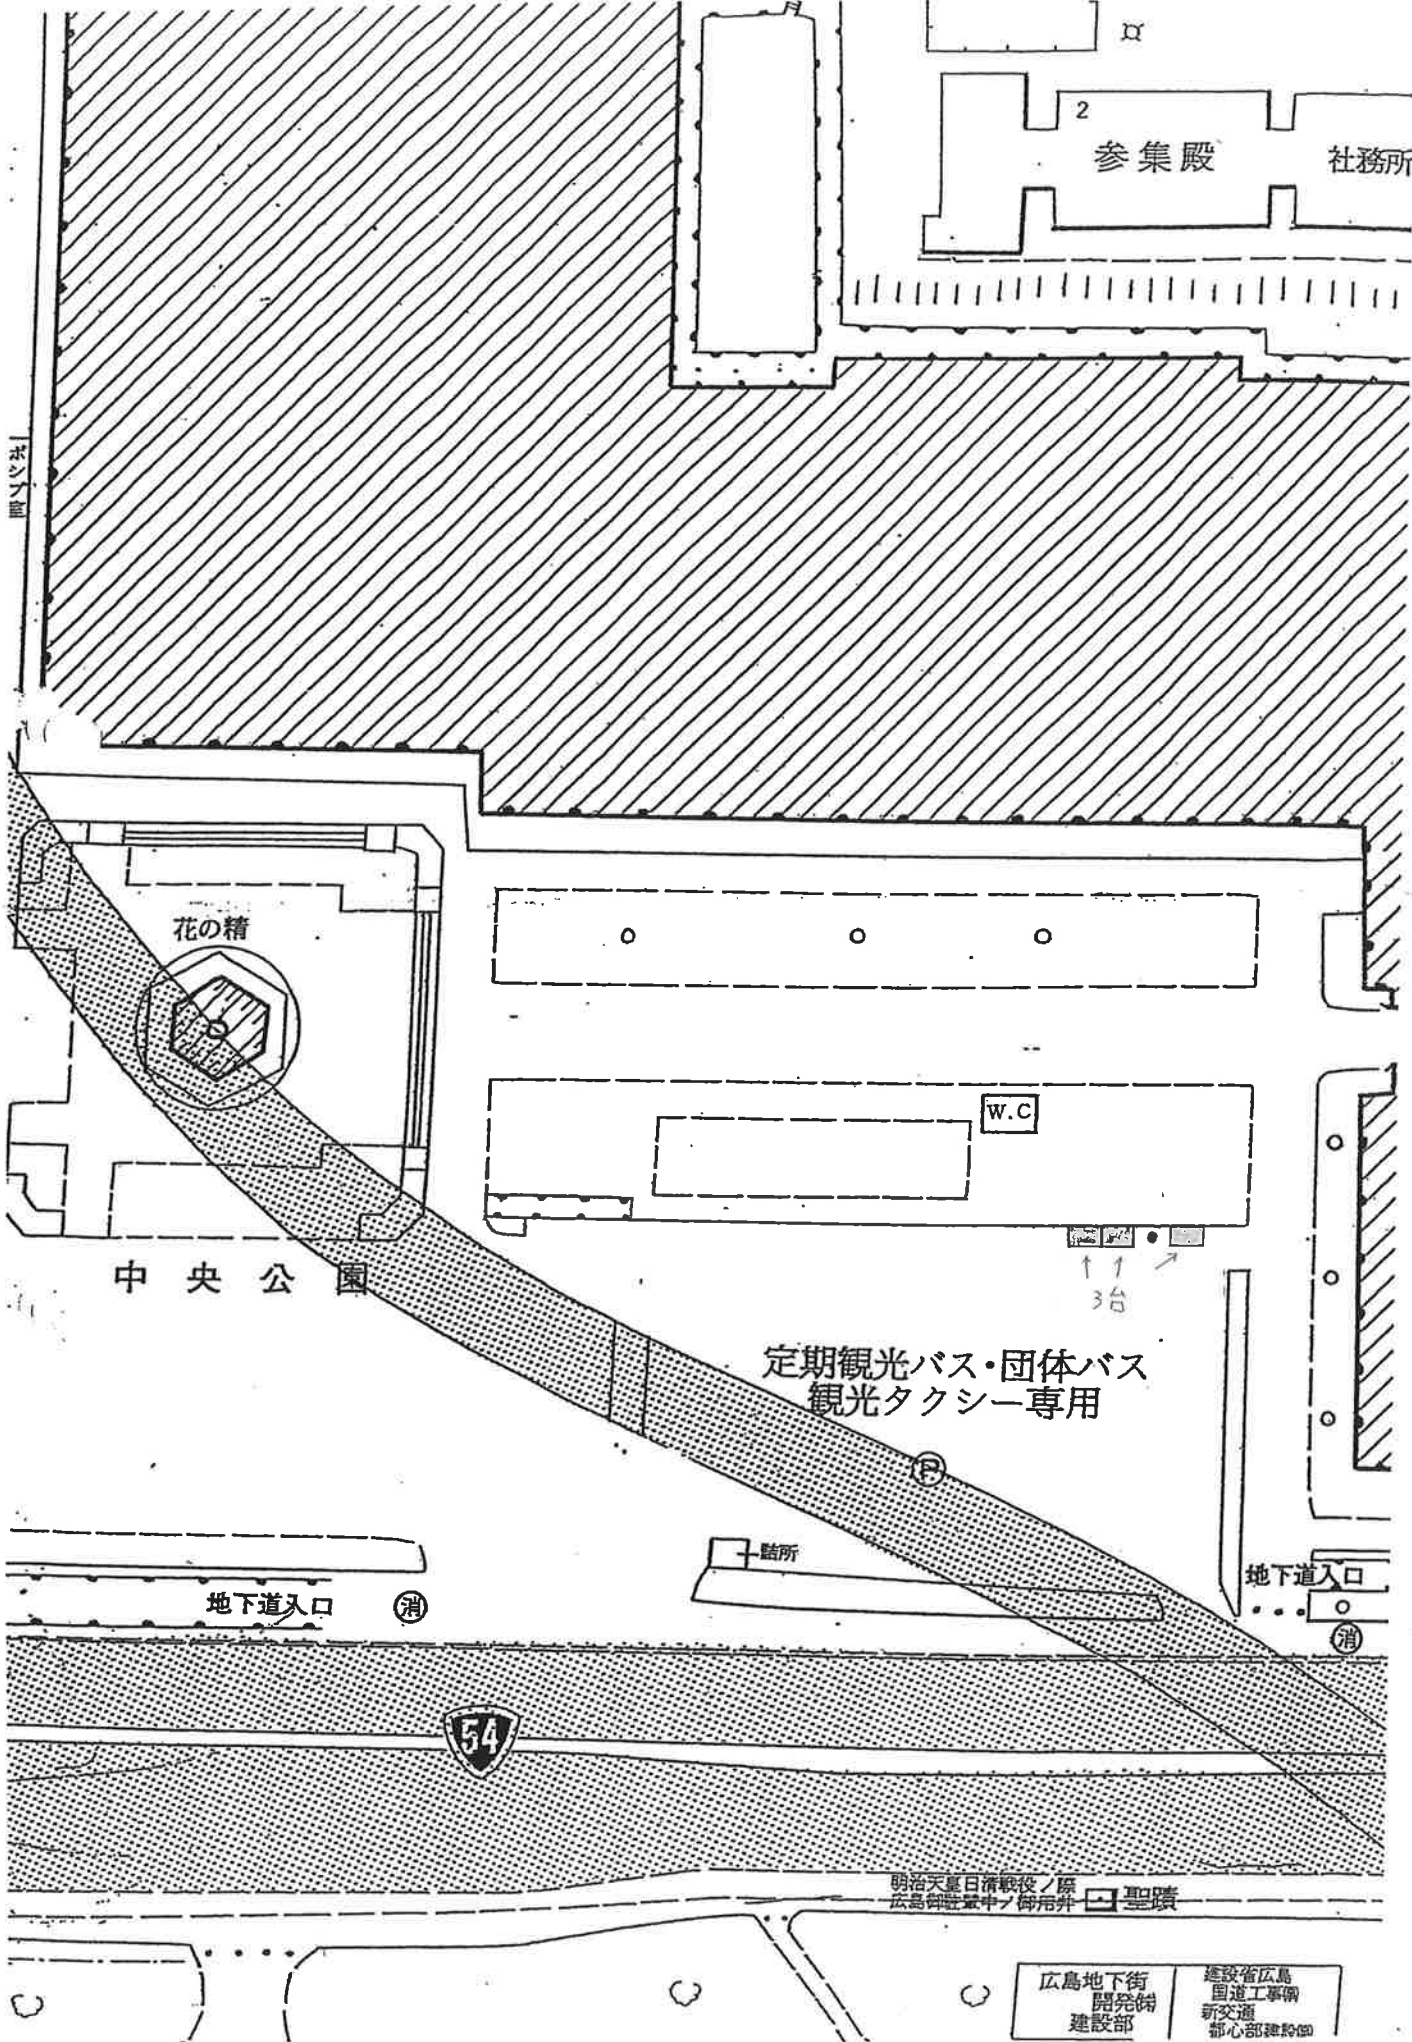 2
参集殿
社務所
ポンプ室
花の精
W.C
中央公園
3台
定期観光バス・団体バス
観光タクシー専用
P
詰所
地下道入口
地下道入口
消
消
54
明治天皇日清戦役ノ際
広島御駐輦中ノ御用井
聖蹟
広島地下街
開発㈱
建設部
建設省広島
国道工事
新交通
都心部建設